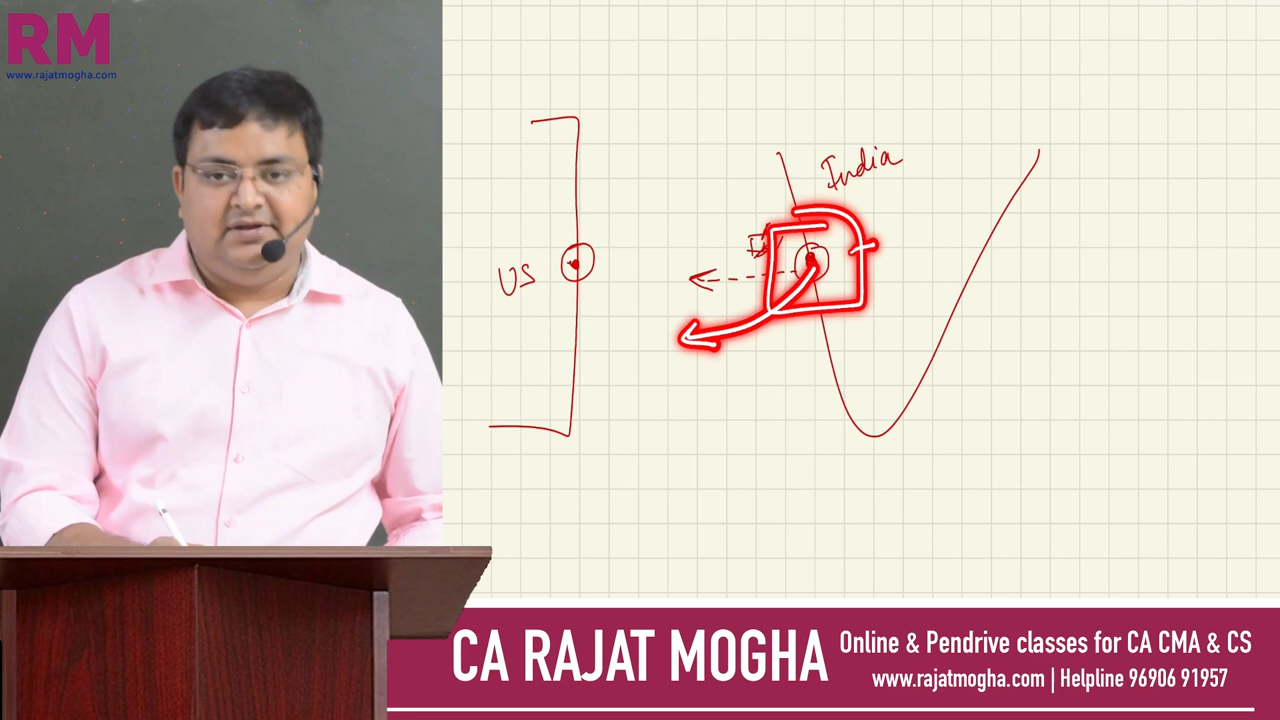 RM
www.rajatmogha.com
India
US
CA RAJAT MOGHA
Online & Pendrive classes for CA CMA & CS
www.rajatmogha.com | Helpline 96906 91957